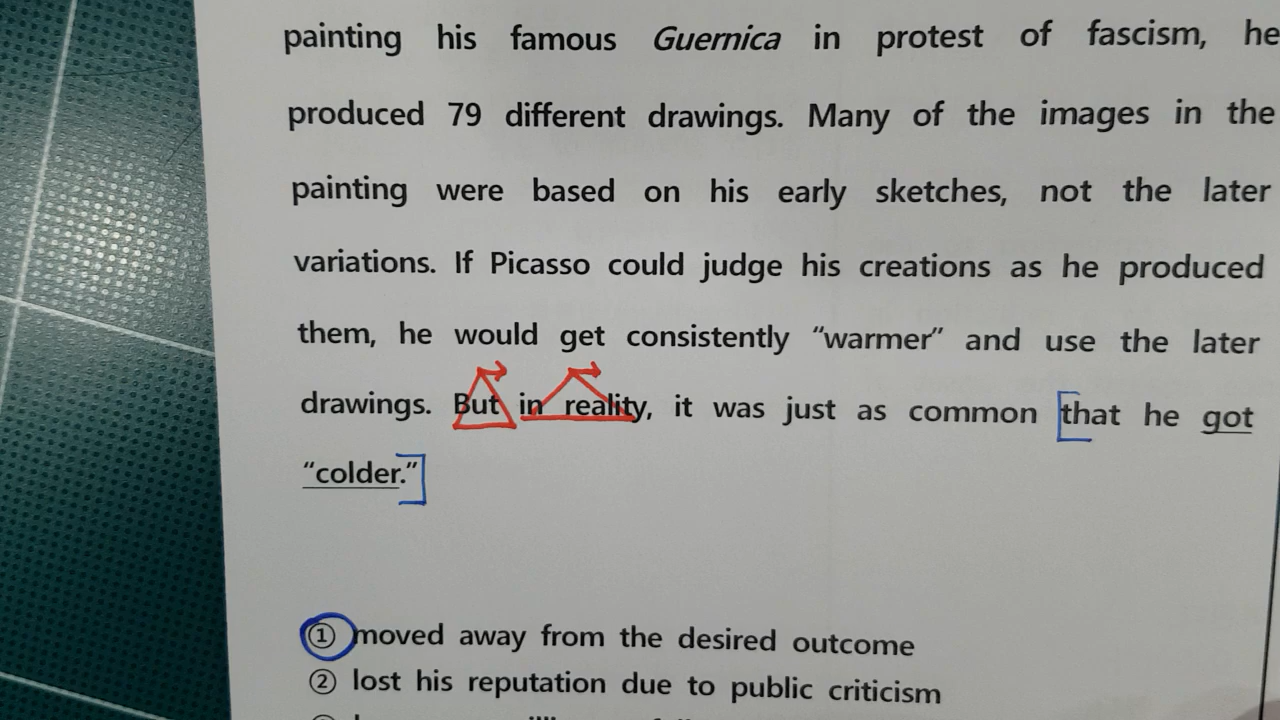 painting his famous Guernica in protest of fascism, he
produced 79 different drawings. Many of the images in the
painting were based on his early sketches, not the later
variations. If Picasso could judge his creations as he produced
them, he would get consistently “warmer” and use the later
drawings. But in reality, it was just as common that he got
“colder.”
① moved away from the desired outcome
② lost his reputation due to public criticism